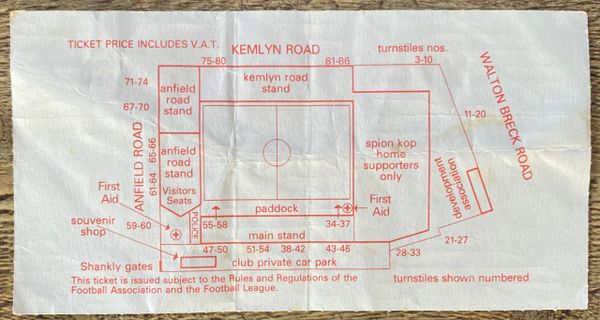 TICKET PRICE INCLUDES V.A.T.
KEMLYN ROAD
turnstiles nos.
3-10
75-80
81-86
71-74
67-70
anfield
road
stand
kemlyn road
stand
WALTON BRECK ROAD
11-20
ANFIELD ROAD
65-66
61-64
anfield
road
stand
Visitors
Seats
spion kop
home
supporters
only
development
association
First
Aid
59-60
souvenir
shop
POLICE
55-58
paddock
34-37
First
Aid
main stand
47-50
51-54
38-42
43-46
28-33
21-27
Shankly gates
club private car park
turnstiles shown numbered
This ticket is issued subject to the Rules and Regulations of the
Football Association and the Football League.